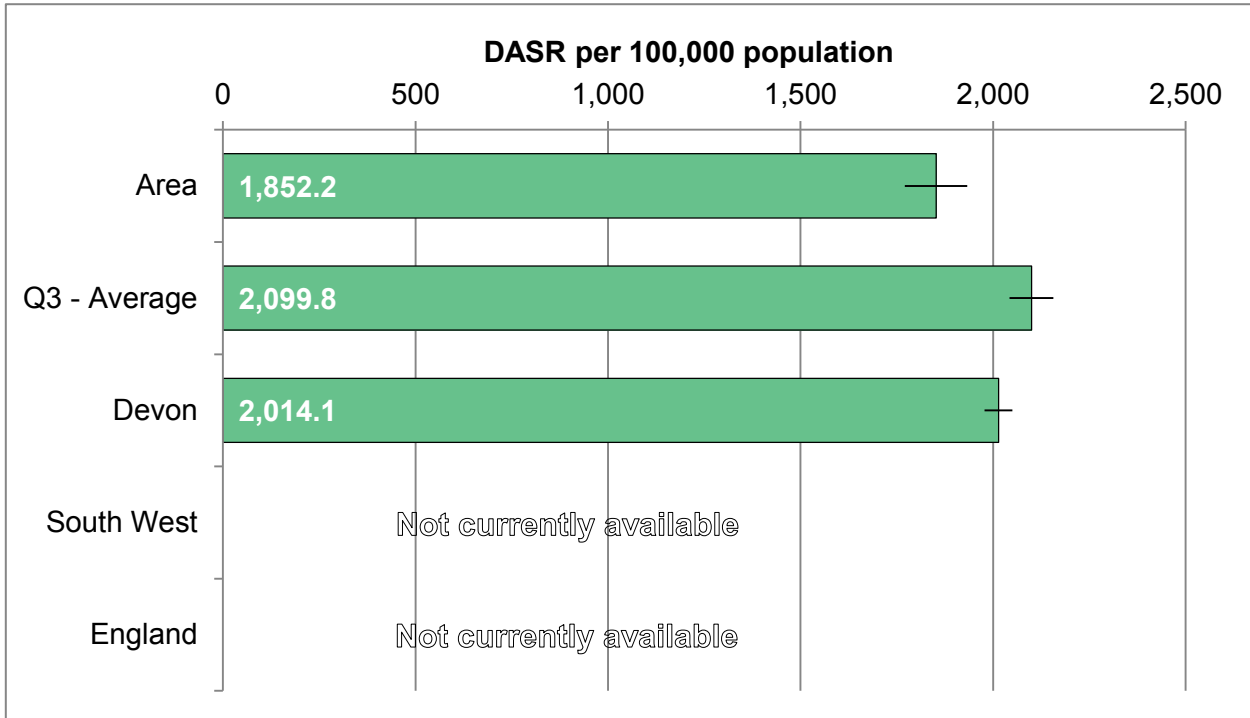 DASR per 100,000 population
0 500 1,000 1,500 2,000 2,500
Area 1,852.2
Q3 - Average 2,099.8
Devon 2,014.1
South West Not currently available
England Not currently available